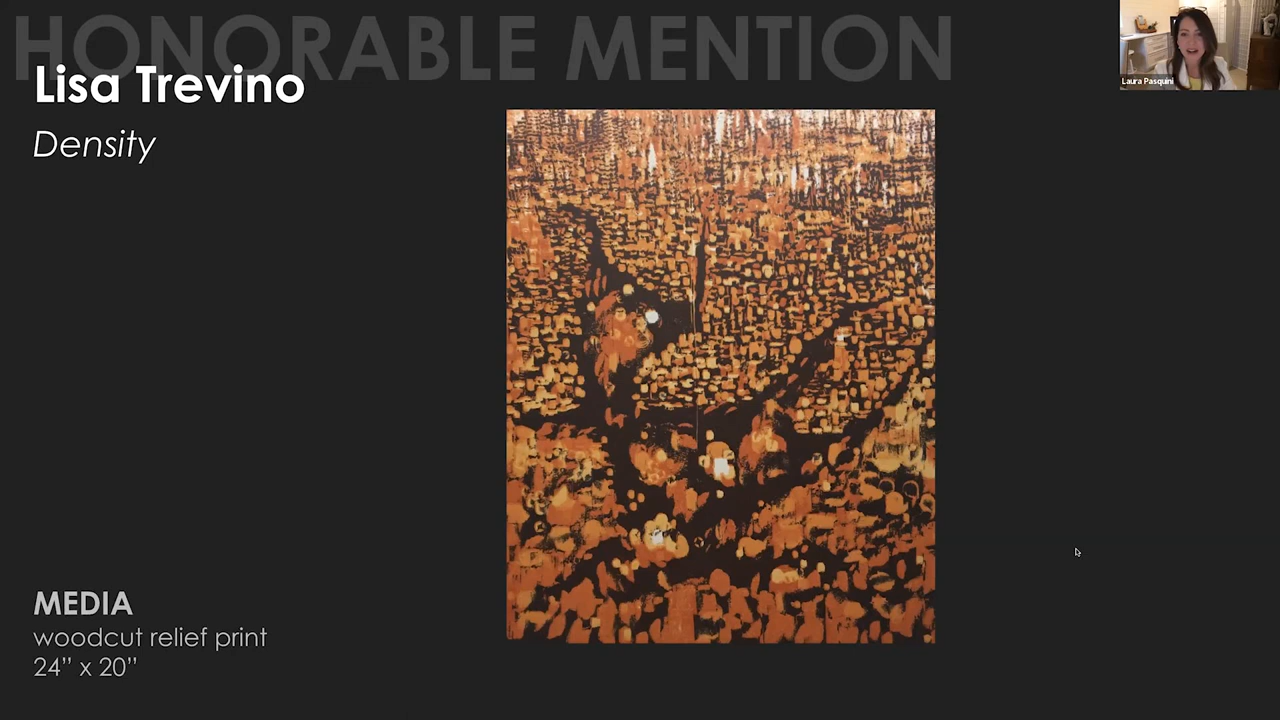 HONORABLE MENTION
Lisa Trevino
Density
Laura Pasquini
MEDIA
woodcut relief print
24” x 20”